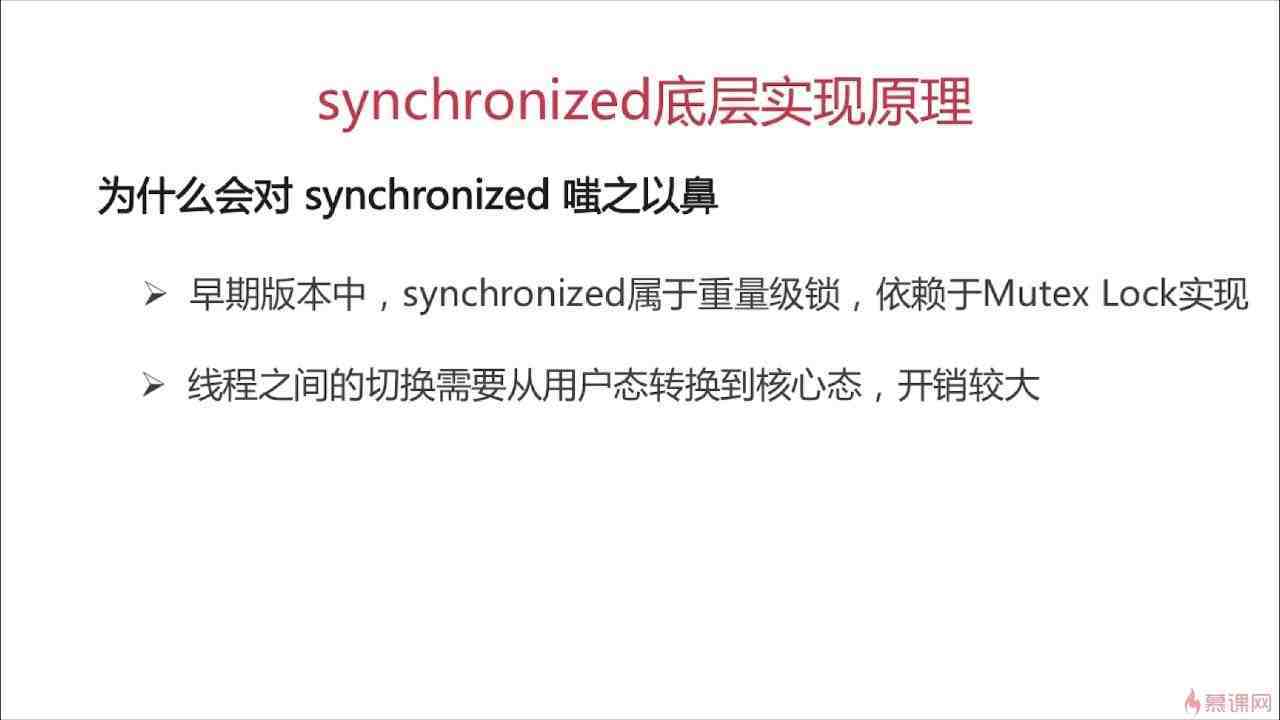 synchronized底层实现原理
为什么会对 synchronized 嗤之以鼻
早期版本中，synchronized属于重量级锁，依赖于Mutex Lock实现
线程之间的切换需要从用户态转换到核心态，开销较大
慕课网